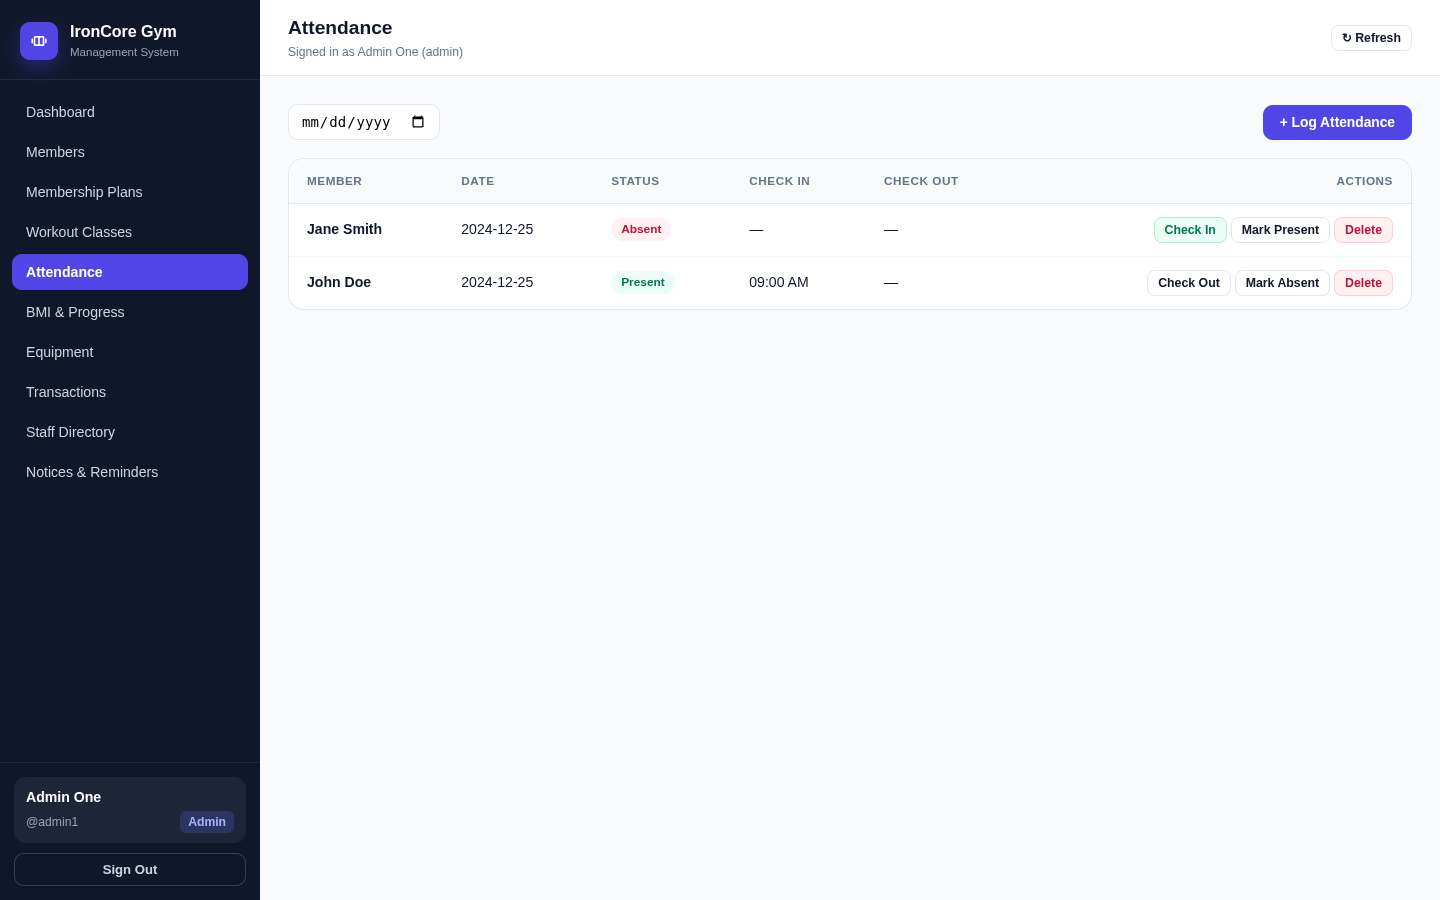 IronCore Gym
Management System
Dashboard
Members
Membership Plans
Workout Classes
Attendance
BMI & Progress
Equipment
Transactions
Staff Directory
Notices & Reminders
Admin One
@admin1 Admin
Sign Out
Attendance
Signed in as Admin One (admin)
↻ Refresh
mm/dd/yyyy
+ Log Attendance
MEMBER DATE STATUS CHECK IN CHECK OUT ACTIONS
Jane Smith 2024-12-25 Absent — — Check In Mark Present Delete
John Doe 2024-12-25 Present 09:00 AM — Check Out Mark Absent Delete